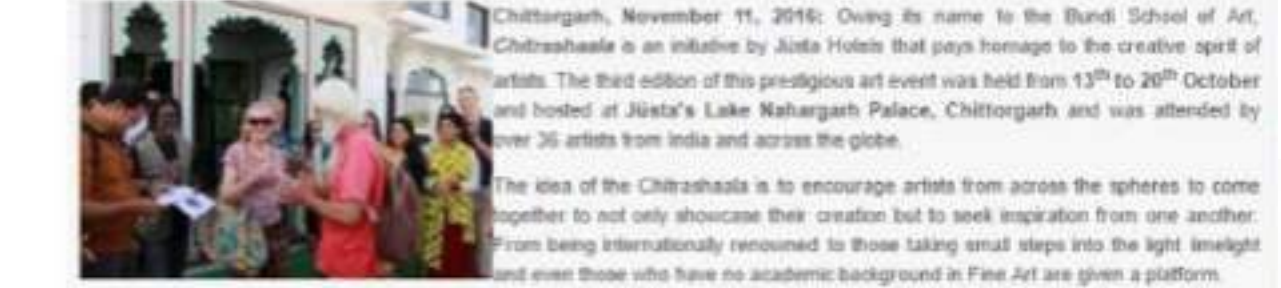 Chittorgarh, November 11, 2016: Owing its name to the Bundi School of Art,
Chitrashaala is an initiative by Jüsta Hotels that pays homage to the creative spirit of
artists. The third edition of this prestigious art event was held from 13th to 20th October
and hosted at Jüsta's Lake Nahargarh Palace, Chittorgarh and was attended by
over 36 artists from India and across the globe.
The idea of the Chitrashaala is to encourage artists from across the spheres to come
together to not only showcase their creation but to seek inspiration from one another.
From being internationally renowned to those taking small steps into the light limelight
and even those who have no academic background in Fine Art are given a platform.